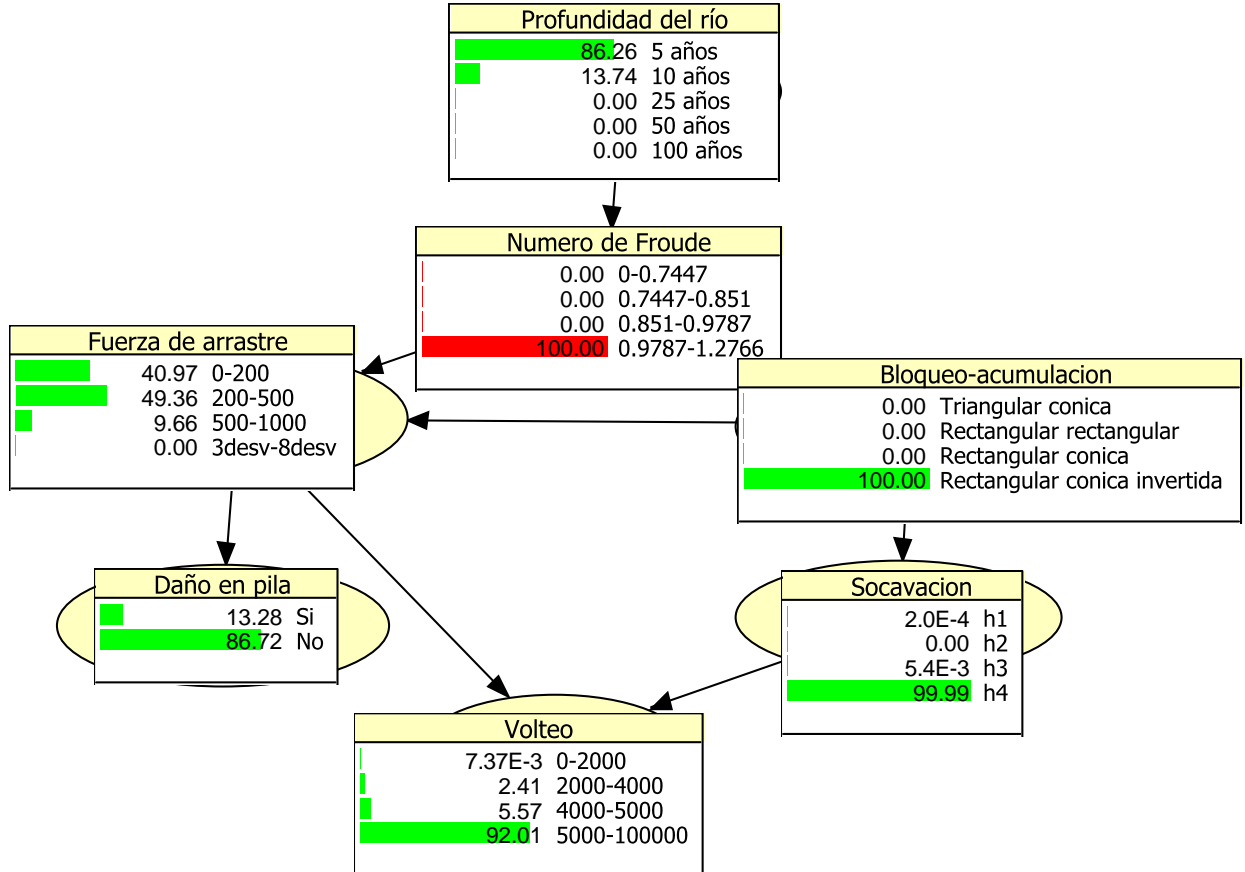 Profundidad del río
86.26 5 años
13.74 10 años
0.00 25 años
0.00 50 años
0.00 100 años
Numero de Froude
0.00 0-0.7447
0.00 0.7447-0.851
0.00 0.851-0.9787
100.00 0.9787-1.2766
Fuerza de arrastre
40.97 0-200
49.36 200-500
9.66 500-1000
0.00 3desv-8desv
Bloqueo-acumulacion
0.00 Triangular conica
0.00 Rectangular rectangular
0.00 Rectangular conica
100.00 Rectangular conica invertida
Daño en pila
13.28 Si
86.72 No
Socavacion
2.0E-4 h1
0.00 h2
5.4E-3 h3
99.99 h4
Volteo
7.37E-3 0-2000
2.41 2000-4000
5.57 4000-5000
92.01 5000-100000